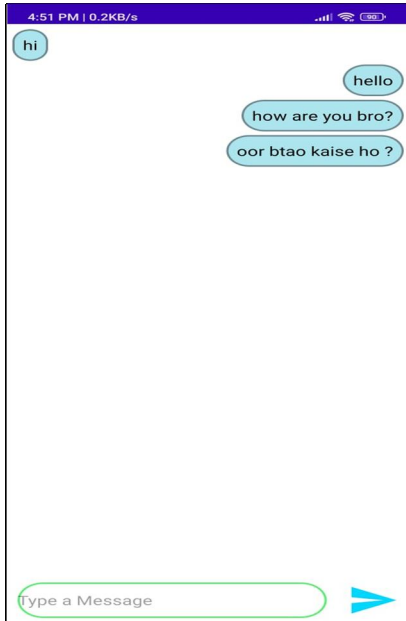 4:51 PM | 0.2KB/s 90
hi
hello
how are you bro?
oor btao kaise ho ?
Type a Message